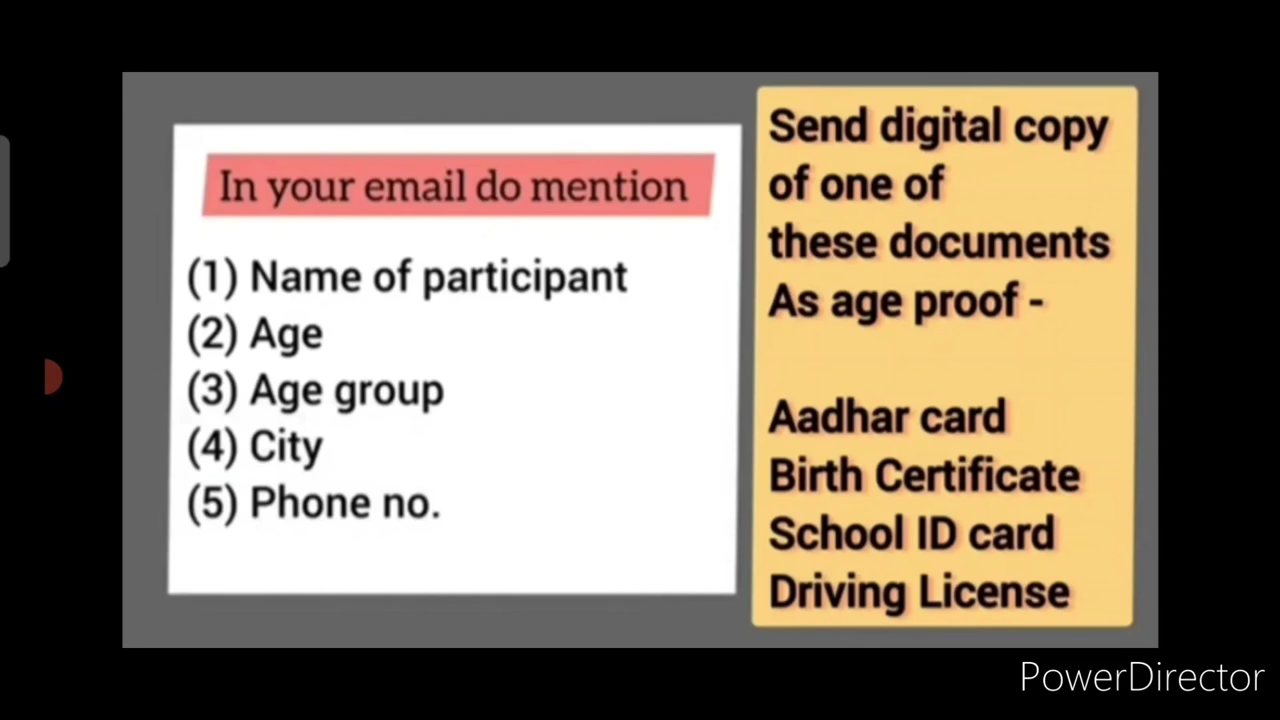 In your email do mention
(1) Name of participant
(2) Age
(3) Age group
(4) City
(5) Phone no.
Send digital copy
of one of
these documents
As age proof -
Aadhar card
Birth Certificate
School ID card
Driving License
PowerDirector